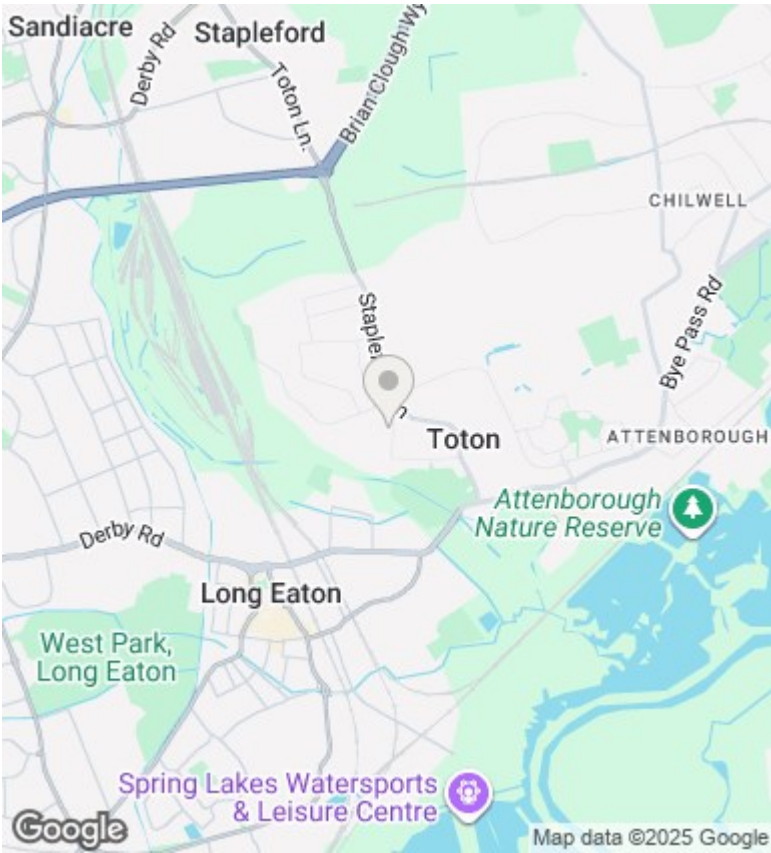 Sandiacre
Stapleford
Derby Rd
Toton Ln.
Brian Clough Wy
CHILWELL
Bye Pass Rd
Toton
ATTENBOROUGH
Attenborough
Nature Reserve
Derby Rd
Long Eaton
West Park,
Long Eaton
Spring Lakes Watersports
& Leisure Centre
Google
Map data ©2025 Google